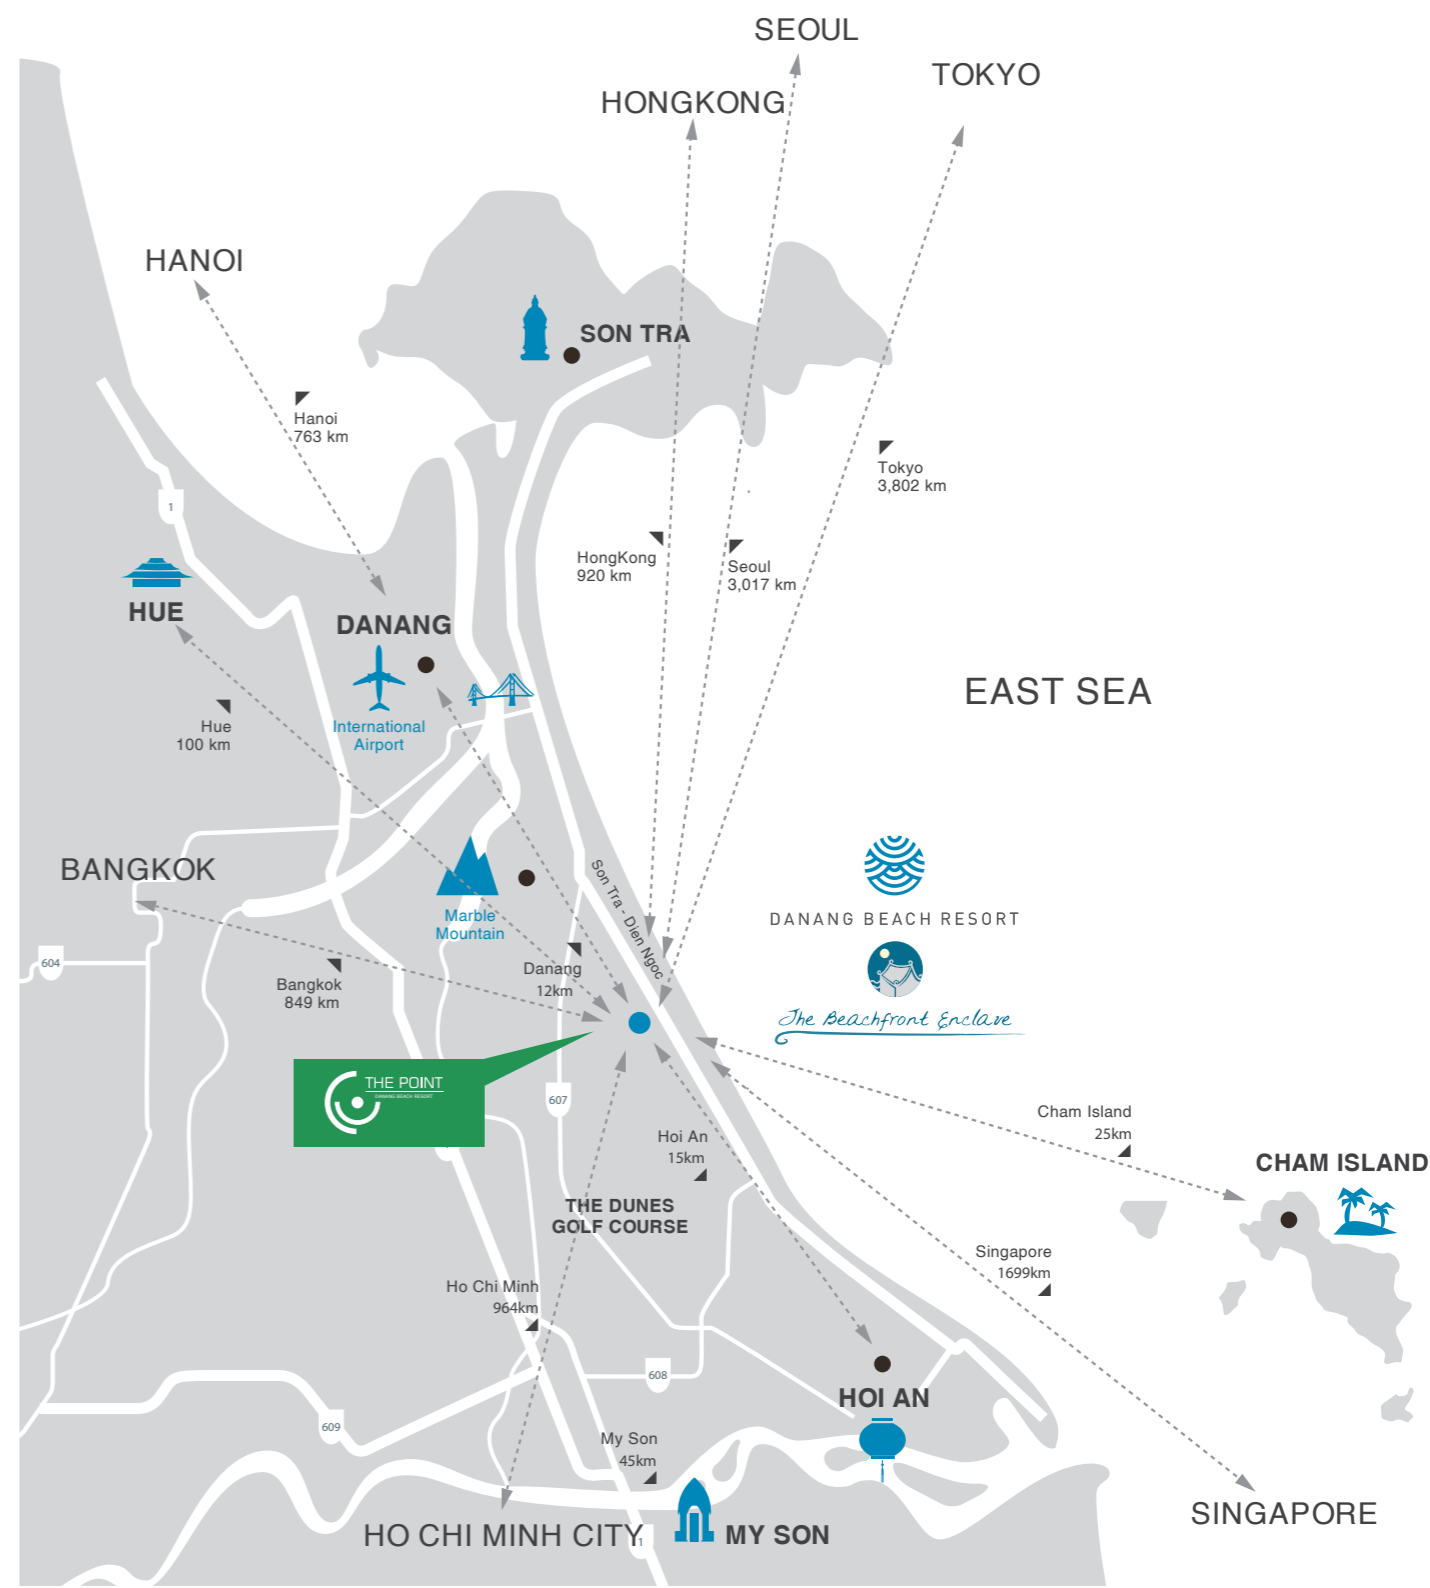 SEOUL
TOKYO
HONGKONG
HANOI
SON TRA
Hanoi
763 km
Tokyo
3,802 km
1
HongKong
920 km
Seoul
3,017 km
HUE
DANANG
EAST SEA
Hue
100 km
International
Airport
BANGKOK
Son Tra - Dien Ngoc
DANANG BEACH RESORT
Marble
Mountain
604
Danang
12km
Bangkok
849 km
The Beachfront Enclave
THE POINT
DANANG BEACH RESORT
607
Cham Island
25km
Hoi An
15km
CHAM ISLAND
THE DUNES
GOLF COURSE
Singapore
1699km
Ho Chi Minh
964km
608
HOI AN
609
My Son
45km
SINGAPORE
HO CHI MINH CITY
1
MY SON